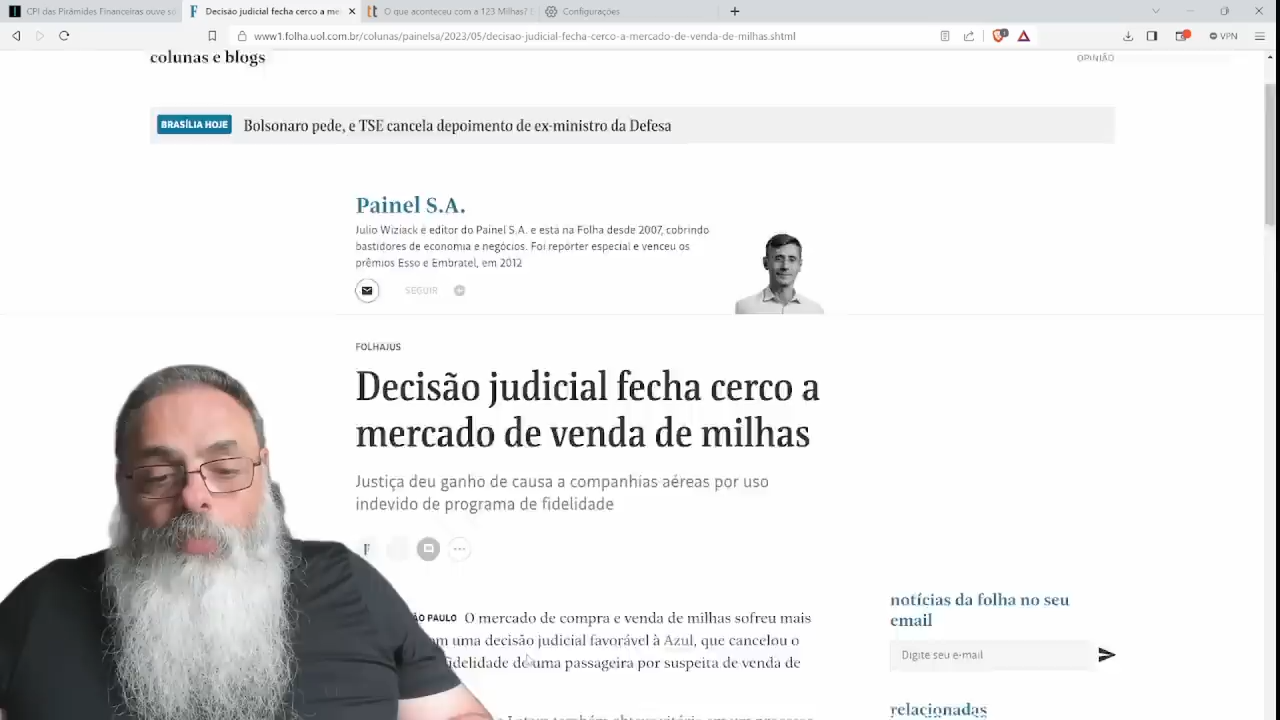 CPI das Pirâmides Financeiras ouve só
Decisão judicial fecha cerco a me
O que aconteceu com a 123 Milhas?
Configurações
www1.folha.uol.com.br/colunas/painelsa/2023/05/decisao-judicial-fecha-cerco-a-mercado-de-venda-de-milhas.shtml
VPN
colunas e blogs
OPINIÃO
BRASÍLIA HOJE
Bolsonaro pede, e TSE cancela depoimento de ex-ministro da Defesa
Painel S.A.
Julio Wiziack é editor do Painel S.A. e está na Folha desde 2007, cobrindo
bastidores de economia e negócios. Foi repórter especial e venceu os
prêmios Esso e Embratel, em 2012
SEGUIR
FOLHAJUS
Decisão judicial fecha cerco a
mercado de venda de milhas
Justiça deu ganho de causa a companhias aéreas por uso
indevido de programa de fidelidade
PAULO O mercado de compra e venda de milhas sofreu mais
uma decisão judicial favorável à Azul, que cancelou o
de uma passageira por suspeita de venda de
notícias da folha no seu
email
Digite seu e-mail
relacionadas